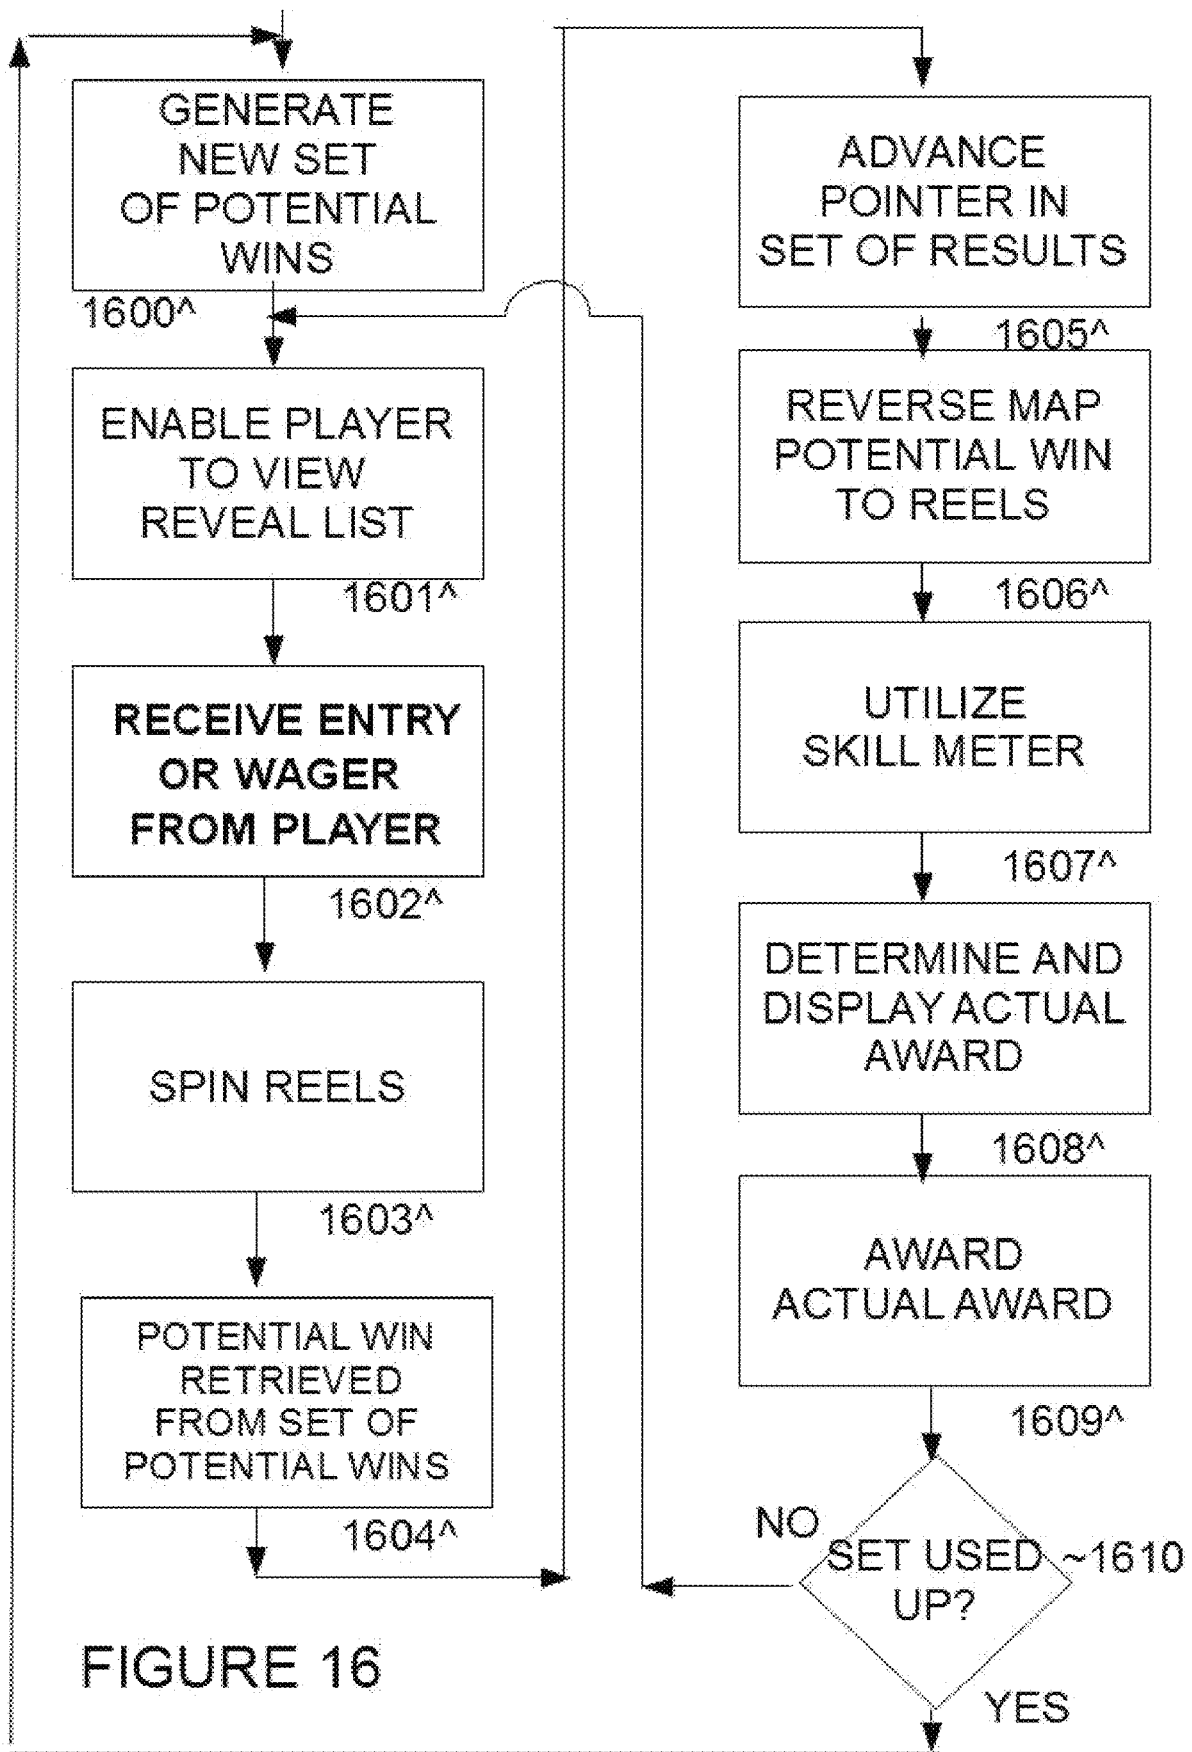 GENERATE
NEW SET
OF POTENTIAL
WINS
1600^
ENABLE PLAYER
TO VIEW
REVEAL LIST
1601^
RECEIVE ENTRY
OR WAGER
FROM PLAYER
1602^
SPIN REELS
1603^
POTENTIAL WIN
RETRIEVED
FROM SET OF
POTENTIAL WINS
1604^
ADVANCE
POINTER IN
SET OF RESULTS
1605^
REVERSE MAP
POTENTIAL WIN
TO REELS
1606^
UTILIZE
SKILL METER
1607^
DETERMINE AND
DISPLAY ACTUAL
AWARD
1608^
AWARD
ACTUAL AWARD
1609^
NO
SET USED ~1610
UP?
YES
FIGURE 16